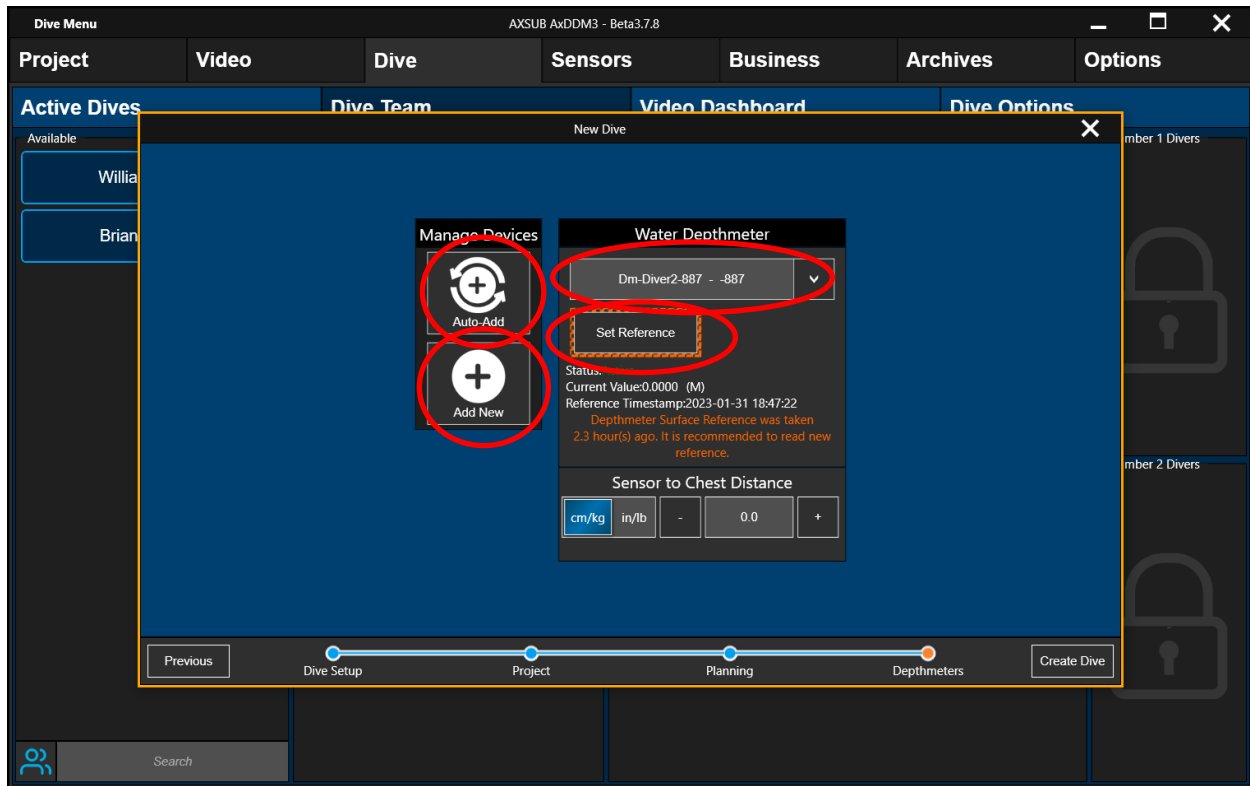 Dive Menu
AXSUB AxDDM3 - Beta3.7.8
Project Video Dive Sensors Business Archives Options
Active Dives Dive Team Video Dashboard Dive Options
New Dive
Available
mber 1 Divers
Willia
Brian
Manage Devices
Water Depthmeter
Auto-Add
Dm-Diver2-887 - -887
Set Reference
Add New
Status:
Current Value:0.0000 (M)
Reference Timestamp:2023-01-31 18:47:22
Depthmeter Surface Reference was taken
2.3 hour(s) ago. It is recommended to read new
reference.
mber 2 Divers
Sensor to Chest Distance
cm/kg in/lb - 0.0 +
Previous
Dive Setup Project Planning Depthmeters
Create Dive
Search